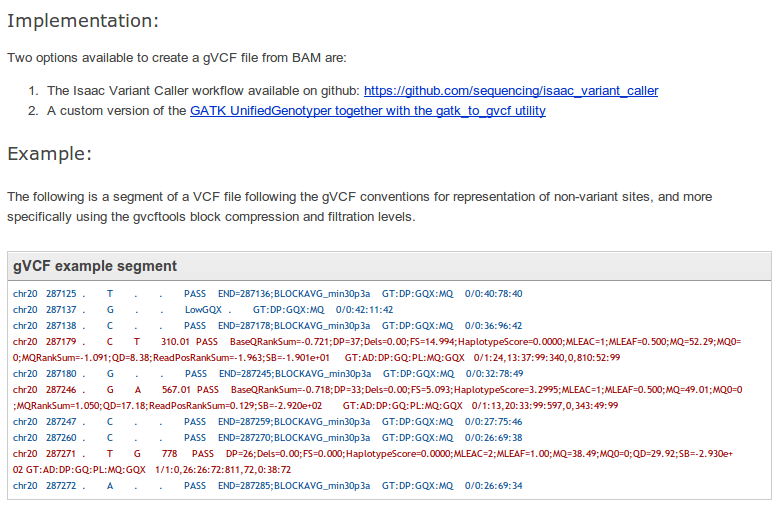 Implementation:
Two options available to create a gVCF file from BAM are:
1. The Isaac Variant Caller workflow available on github: https://github.com/sequencing/isaac_variant_caller
2. A custom version of the GATK UnifiedGenotyper together with the gatk_to_gvcf utility
Example:
The following is a segment of a VCF file following the gVCF conventions for representation of non-variant sites, and more
specifically using the gvcftools block compression and filtration levels.
gVCF example segment
chr20 287125 . T . . PASS END=287136;BLOCKAVG_min30p3a GT:DP:GQX:MQ 0/0:40:78:40
chr20 287137 . G . . LowGQX . GT:DP:GQX:MQ 0/0:42:11:42
chr20 287138 . C . . PASS END=287178;BLOCKAVG_min30p3a GT:DP:GQX:MQ 0/0:36:96:42
chr20 287179 . C T 310.01 PASS BaseQRankSum=-0.721;DP=37;Dels=0.00;FS=14.994;HaplotypeScore=0.0000;MLEAC=1;MLEAF=0.500;MQ=52.29;MQ0=
0;MQRankSum=-1.091;QD=8.38;ReadPosRankSum=-1.963;SB=-1.901e+01 GT:AD:DP:GQ:PL:MQ:GQX 0/1:24,13:37:99:340,0,810:52:99
chr20 287180 . G . . PASS END=287245;BLOCKAVG_min30p3a GT:DP:GQX:MQ 0/0:32:78:49
chr20 287246 . G A 567.01 PASS BaseQRankSum=-0.718;DP=33;Dels=0.00;FS=5.093;HaplotypeScore=3.2995;MLEAC=1;MLEAF=0.500;MQ=49.01;MQ0=0
;MQRankSum=1.050;QD=17.18;ReadPosRankSum=0.129;SB=-2.920e+02 GT:AD:DP:GQ:PL:MQ:GQX 0/1:13,20:33:99:597,0,343:49:99
chr20 287247 . C . . PASS END=287259;BLOCKAVG_min30p3a GT:DP:GQX:MQ 0/0:27:75:46
chr20 287260 . C . . PASS END=287270;BLOCKAVG_min30p3a GT:DP:GQX:MQ 0/0:26:69:38
chr20 287271 . T G 778 PASS DP=26;Dels=0.00;FS=0.000;HaplotypeScore=0.0000;MLEAC=2;MLEAF=1.00;MQ=38.49;MQ0=0;QD=29.92;SB=-2.930e+
02 GT:AD:DP:GQ:PL:MQ:GQX 1/1:0,26:26:72:811,72,0:38:72
chr20 287272 . A . . PASS END=287285;BLOCKAVG_min30p3a GT:DP:GQX:MQ 0/0:26:69:34